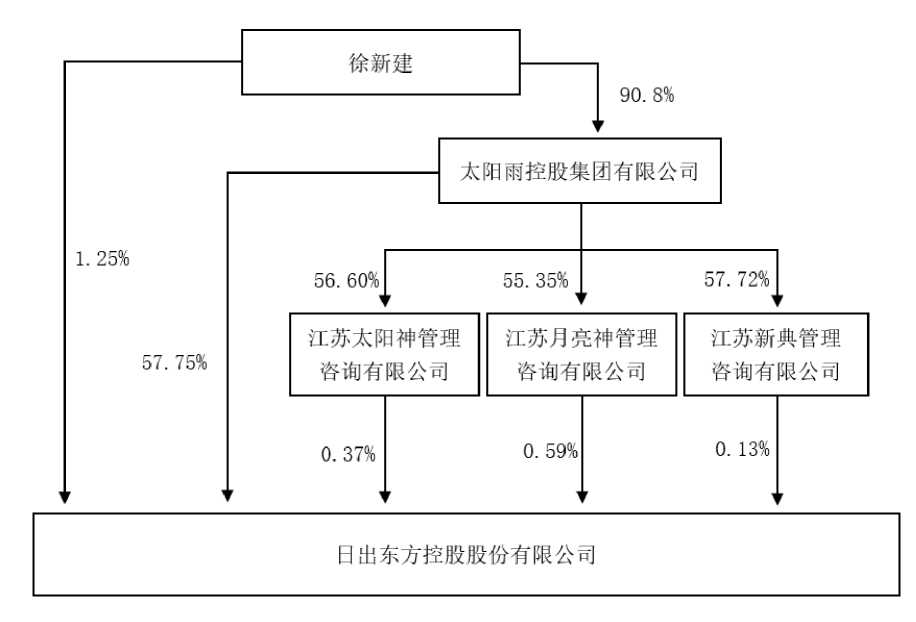 徐新建
90.8%
太阳雨控股集团有限公司
1.25%
56.60%
55.35%
57.72%
江苏太阳神管理
咨询有限公司
江苏月亮神管理
咨询有限公司
江苏新典管理
咨询有限公司
57.75%
0.37%
0.59%
0.13%
日出东方控股股份有限公司